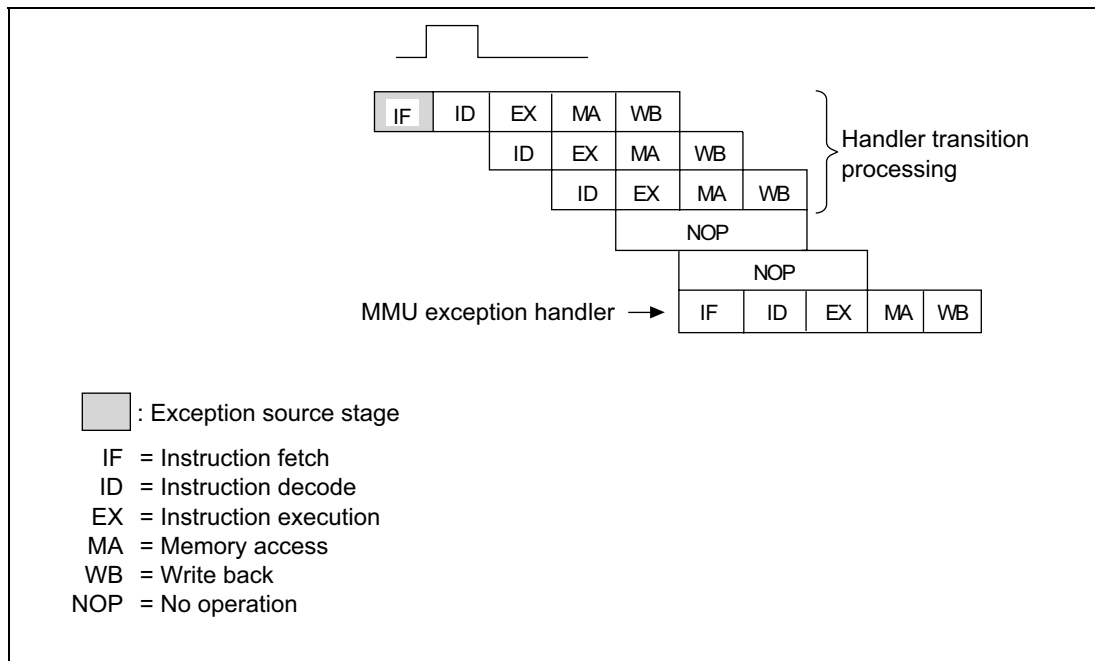 IF ID EX MA WB
ID EX MA WB
Handler transition
processing
ID EX MA WB
NOP
NOP
MMU exception handler IF ID EX MA WB
: Exception source stage
IF = Instruction fetch
ID = Instruction decode
EX = Instruction execution
MA = Memory access
WB = Write back
NOP = No operation